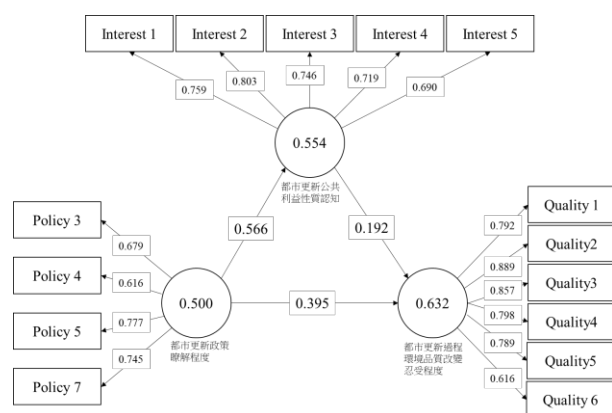 Interest 1
Interest 2
Interest 3
Interest 4
Interest 5
0.759
0.803
0.746
0.719
0.690
0.554
都市更新公共
利益性質認知
0.566
0.192
Policy 3
Policy 4
Policy 5
Policy 7
0.679
0.616
0.777
0.745
0.500
都市更新政策
瞭解程度
0.395
0.632
都市更新過程
環境品質改變
忍受程度
0.792
0.889
0.857
0.798
0.789
0.616
Quality 1
Quality2
Quality3
Quality4
Quality5
Quality 6